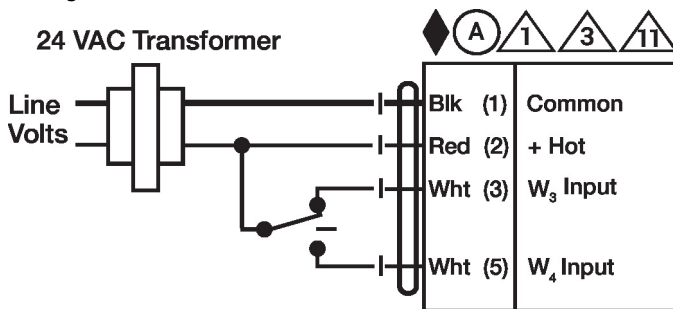 24 VAC Transformer
A 1 3 11
Line Volts
Blk (1) Common
Red (2) + Hot
Wht (3) W₃ Input
Wht (5) W₄ Input